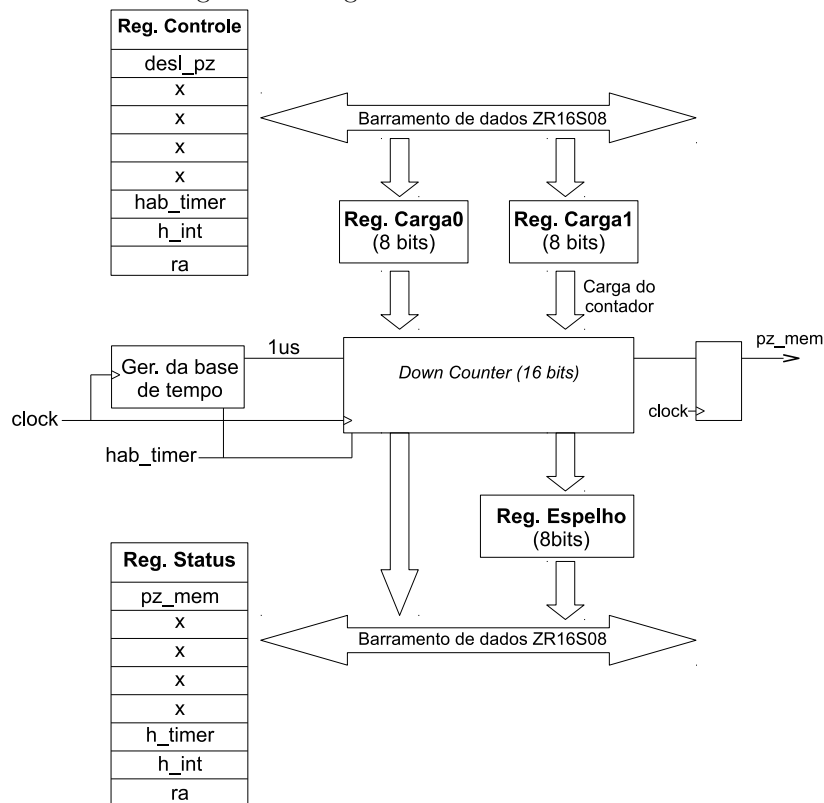 Reg. Controle
desl_pz
x
x
x
x
hab_timer
h_int
ra
Barramento de dados ZR16S08
Reg. Carga0
(8 bits)
Reg. Carga1
(8 bits)
Carga do
contador
1us
Ger. da base
de tempo
Down Counter (16 bits)
pz_mem
clock
clock
hab_timer
Reg. Espelho
(8bits)
Reg. Status
pz_mem
x
x
x
x
h_timer
h_int
ra
Barramento de dados ZR16S08